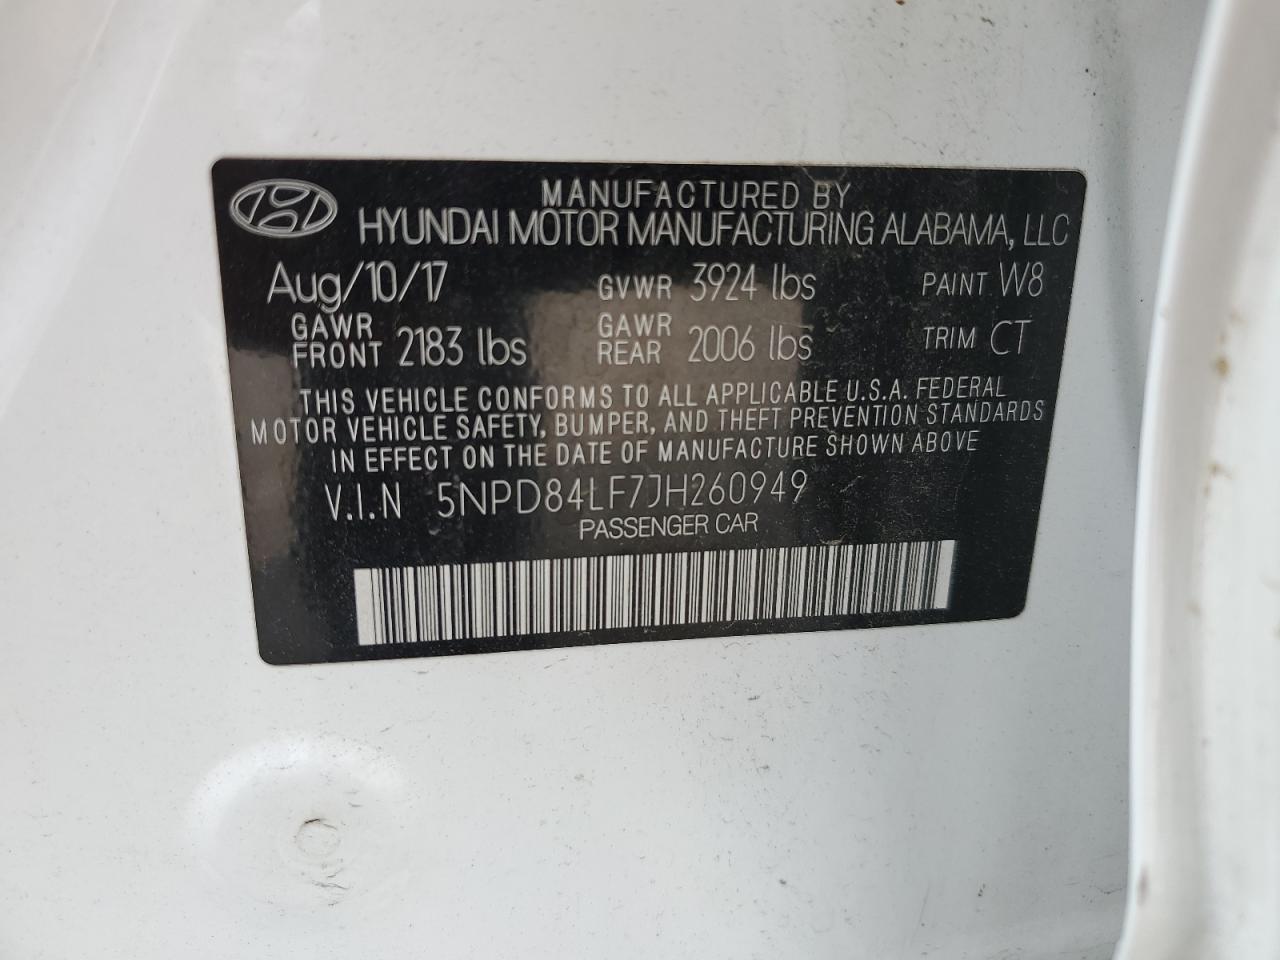 MANUFACTURED BY
HYUNDAI MOTOR MANUFACTURING ALABAMA, LLC
Aug/10/17 GVWR 3924 lbs PAINT W8
GAWR FRONT 2183 lbs GAWR REAR 2006 lbs TRIM CT
THIS VEHICLE CONFORMS TO ALL APPLICABLE U.S.A. FEDERAL
MOTOR VEHICLE SAFETY, BUMPER, AND THEFT PREVENTION STANDARDS
IN EFFECT ON THE DATE OF MANUFACTURE SHOWN ABOVE
V.I.N 5NPD84LF7JH260949
PASSENGER CAR